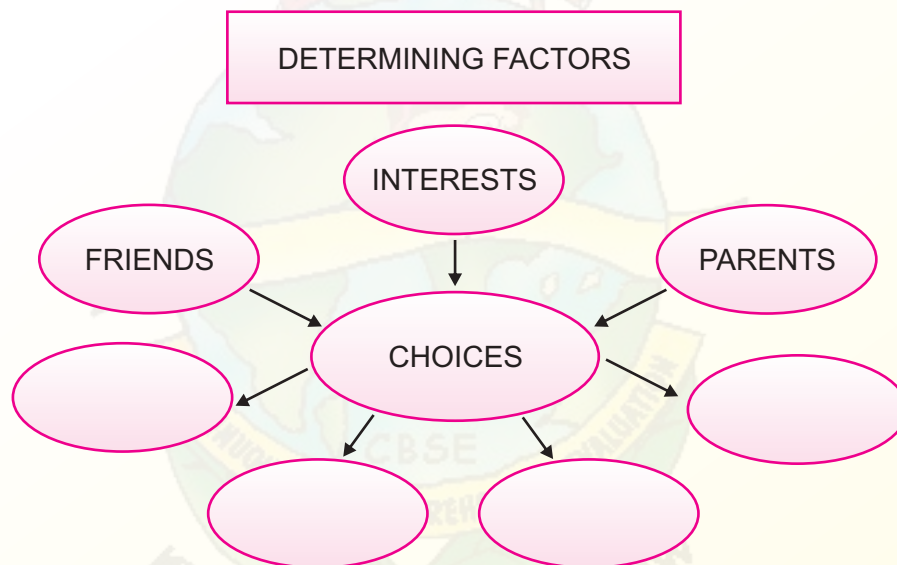 DETERMINING FACTORS
INTERESTS
FRIENDS
PARENTS
CHOICES
CBSE